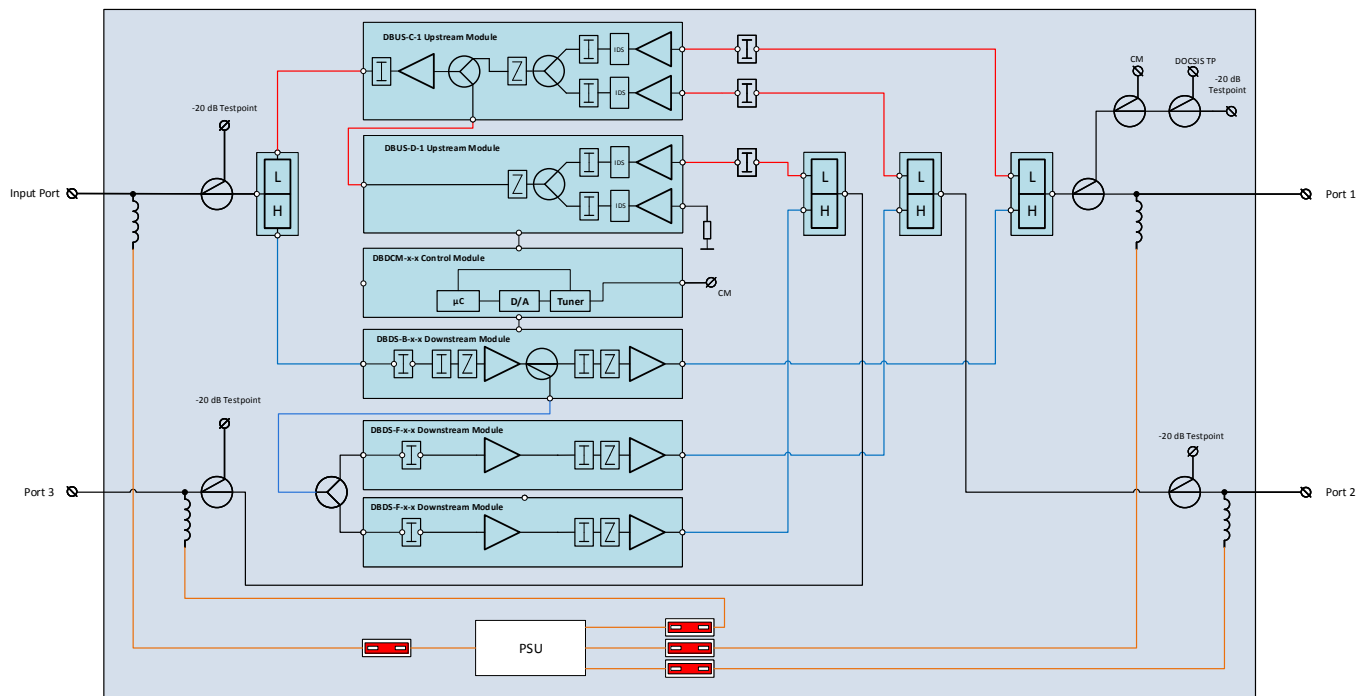 DBUS-C-1 Upstream Module
IDS
IDS
CM
DOCSIS TP
-20 dB
Testpoint
-20 dB Testpoint
DBUS-D-1 Upstream Module
IDS
IDS
L
H
L
H
L
H
L
H
Input Port
Port 1
DBDCM-x-x Control Module
µC
D/A
Tuner
CM
DBDS-B-x-x Downstream Module
-20 dB Testpoint
DBDS-F-x-x Downstream Module
-20 dB Testpoint
Port 3
Port 2
DBDS-F-x-x Downstream Module
PSU